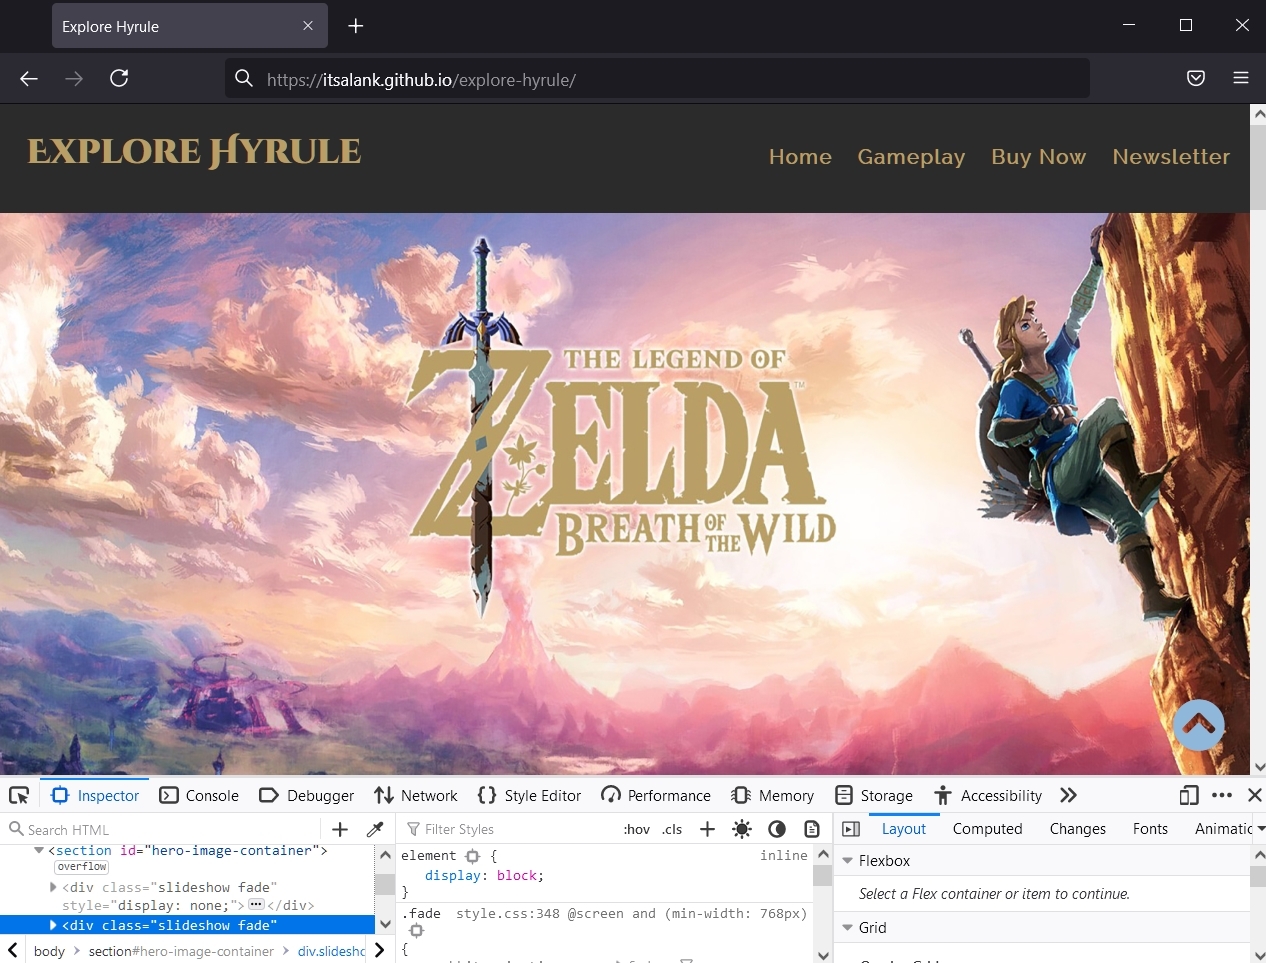 Explore Hyrule
https://itsalank.github.io/explore-hyrule/
Explore Hyrule
Home Gameplay Buy Now Newsletter
THE LEGEND OF
ZELDA™
BREATH OF THE WILD
Inspector Console Debugger Network Style Editor Performance Memory Storage Accessibility
Search HTML
Filter Styles :hov .cls
Layout Computed Changes Fonts Animatic
<section id="hero-image-container">
overflow
<div class="slideshow fade"
style="display: none;"> </div>
<div class="slideshow fade"
body section#hero-image-container div.slidesho
element { inline
display: block;
}
.fade style.css:348 @screen and (min-width: 768px)
{
Flexbox
Select a Flex container or item to continue.
Grid